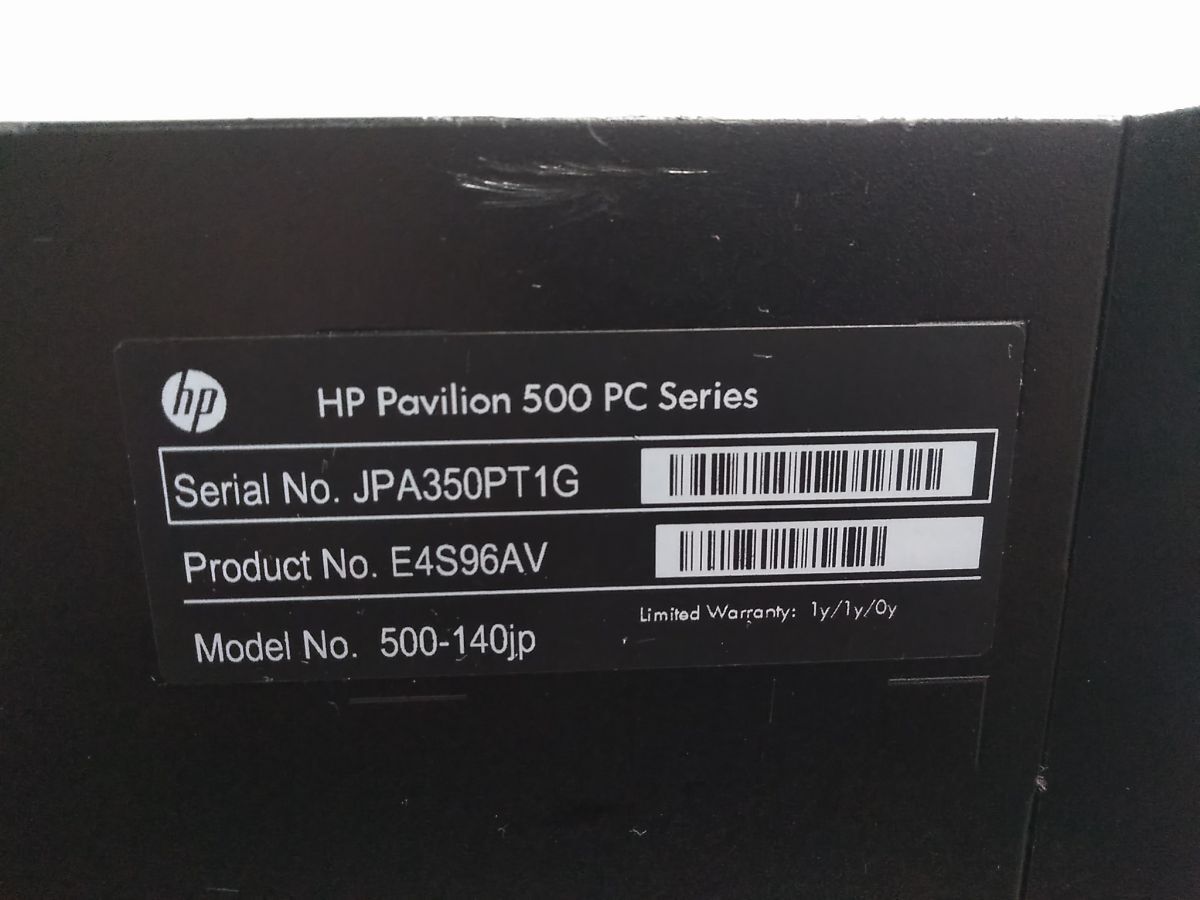 hp
HP Pavilion 500 PC Series
Serial No. JPA350PT1G
Product No. E4S96AV
Limited Warranty: 1y/1y/0y
Model No. 500-140jp